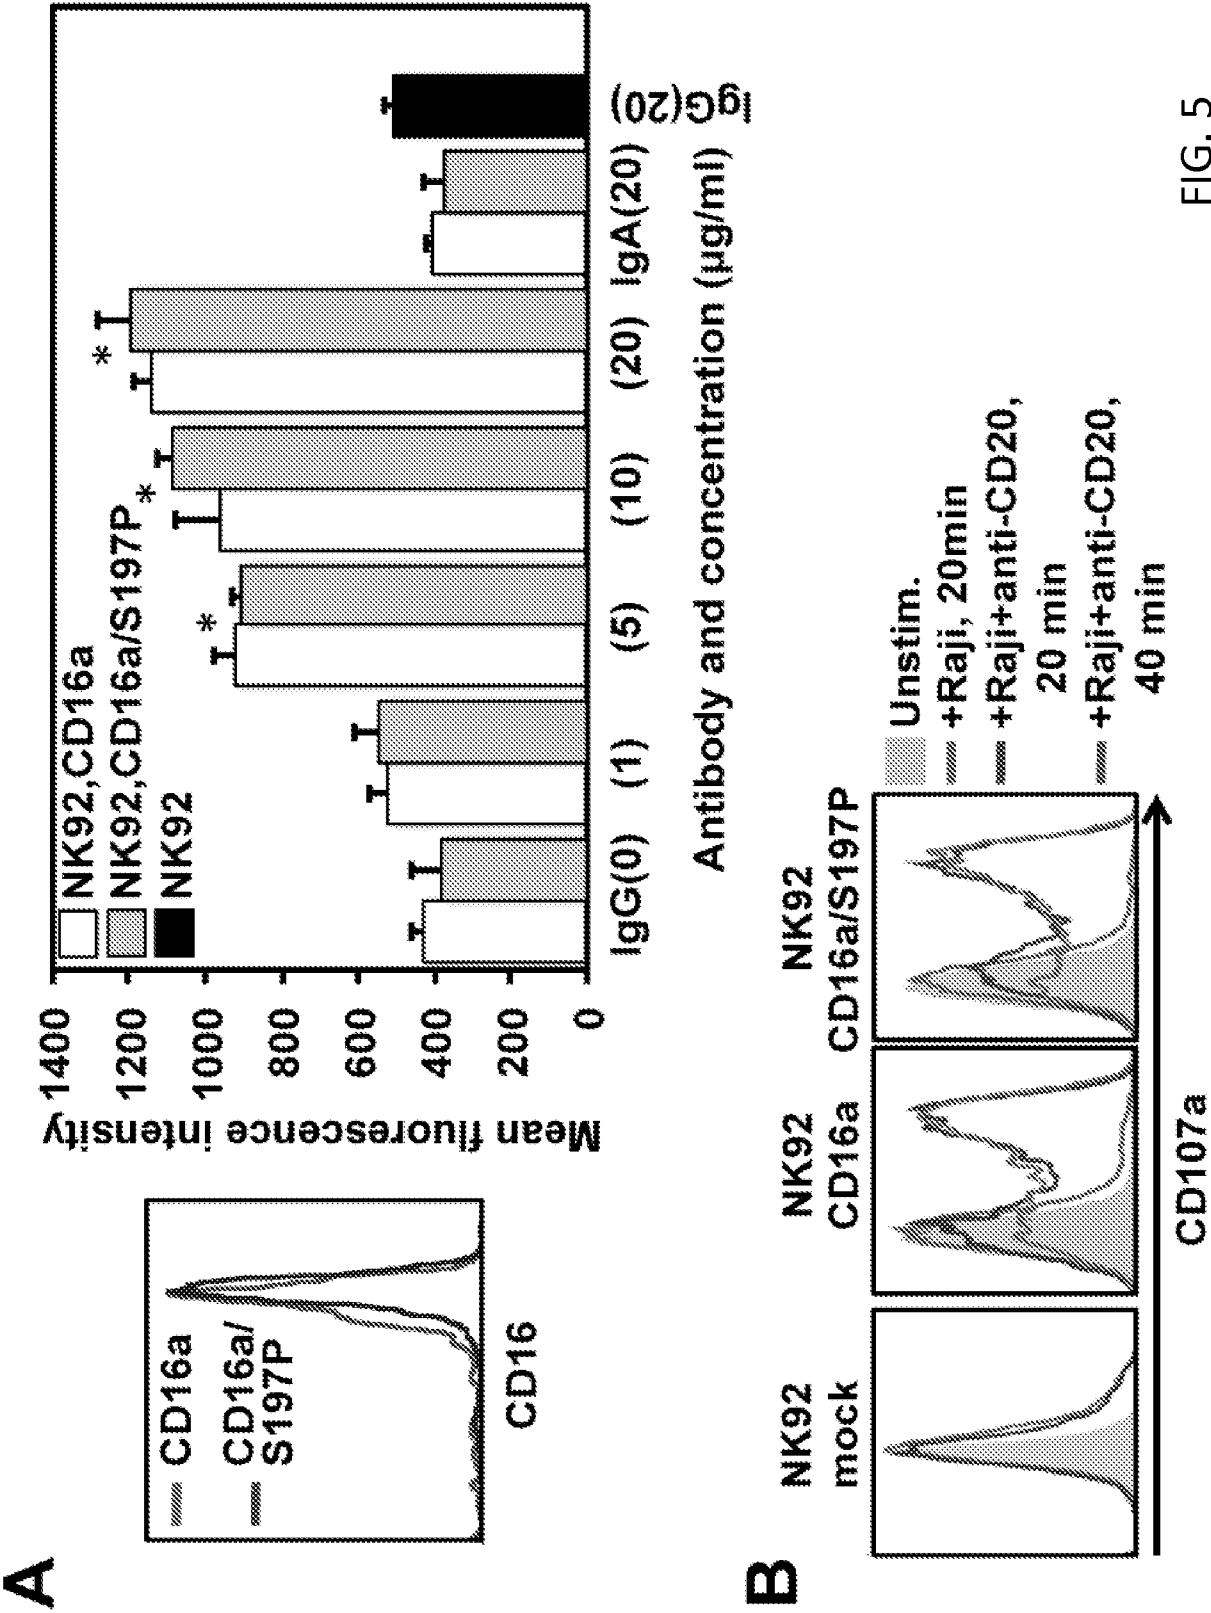 A
CD16a
CD16a/
S197P
CD16
Mean fluorescence intensity
1400
1200
1000
800
600
400
200
0
NK92,CD16a
NK92,CD16a/S197P
NK92
*
*
*
IgG(0)
(1)
(5)
(10)
(20)
IgA(20)
IgG(20)
Antibody and concentration (µg/ml)
B
NK92
mock
NK92
CD16a
NK92
CD16a/S197P
Unstim.
+Raji, 20min
+Raji+anti-CD20,
20 min
+Raji+anti-CD20,
40 min
CD107a
FIG. 5